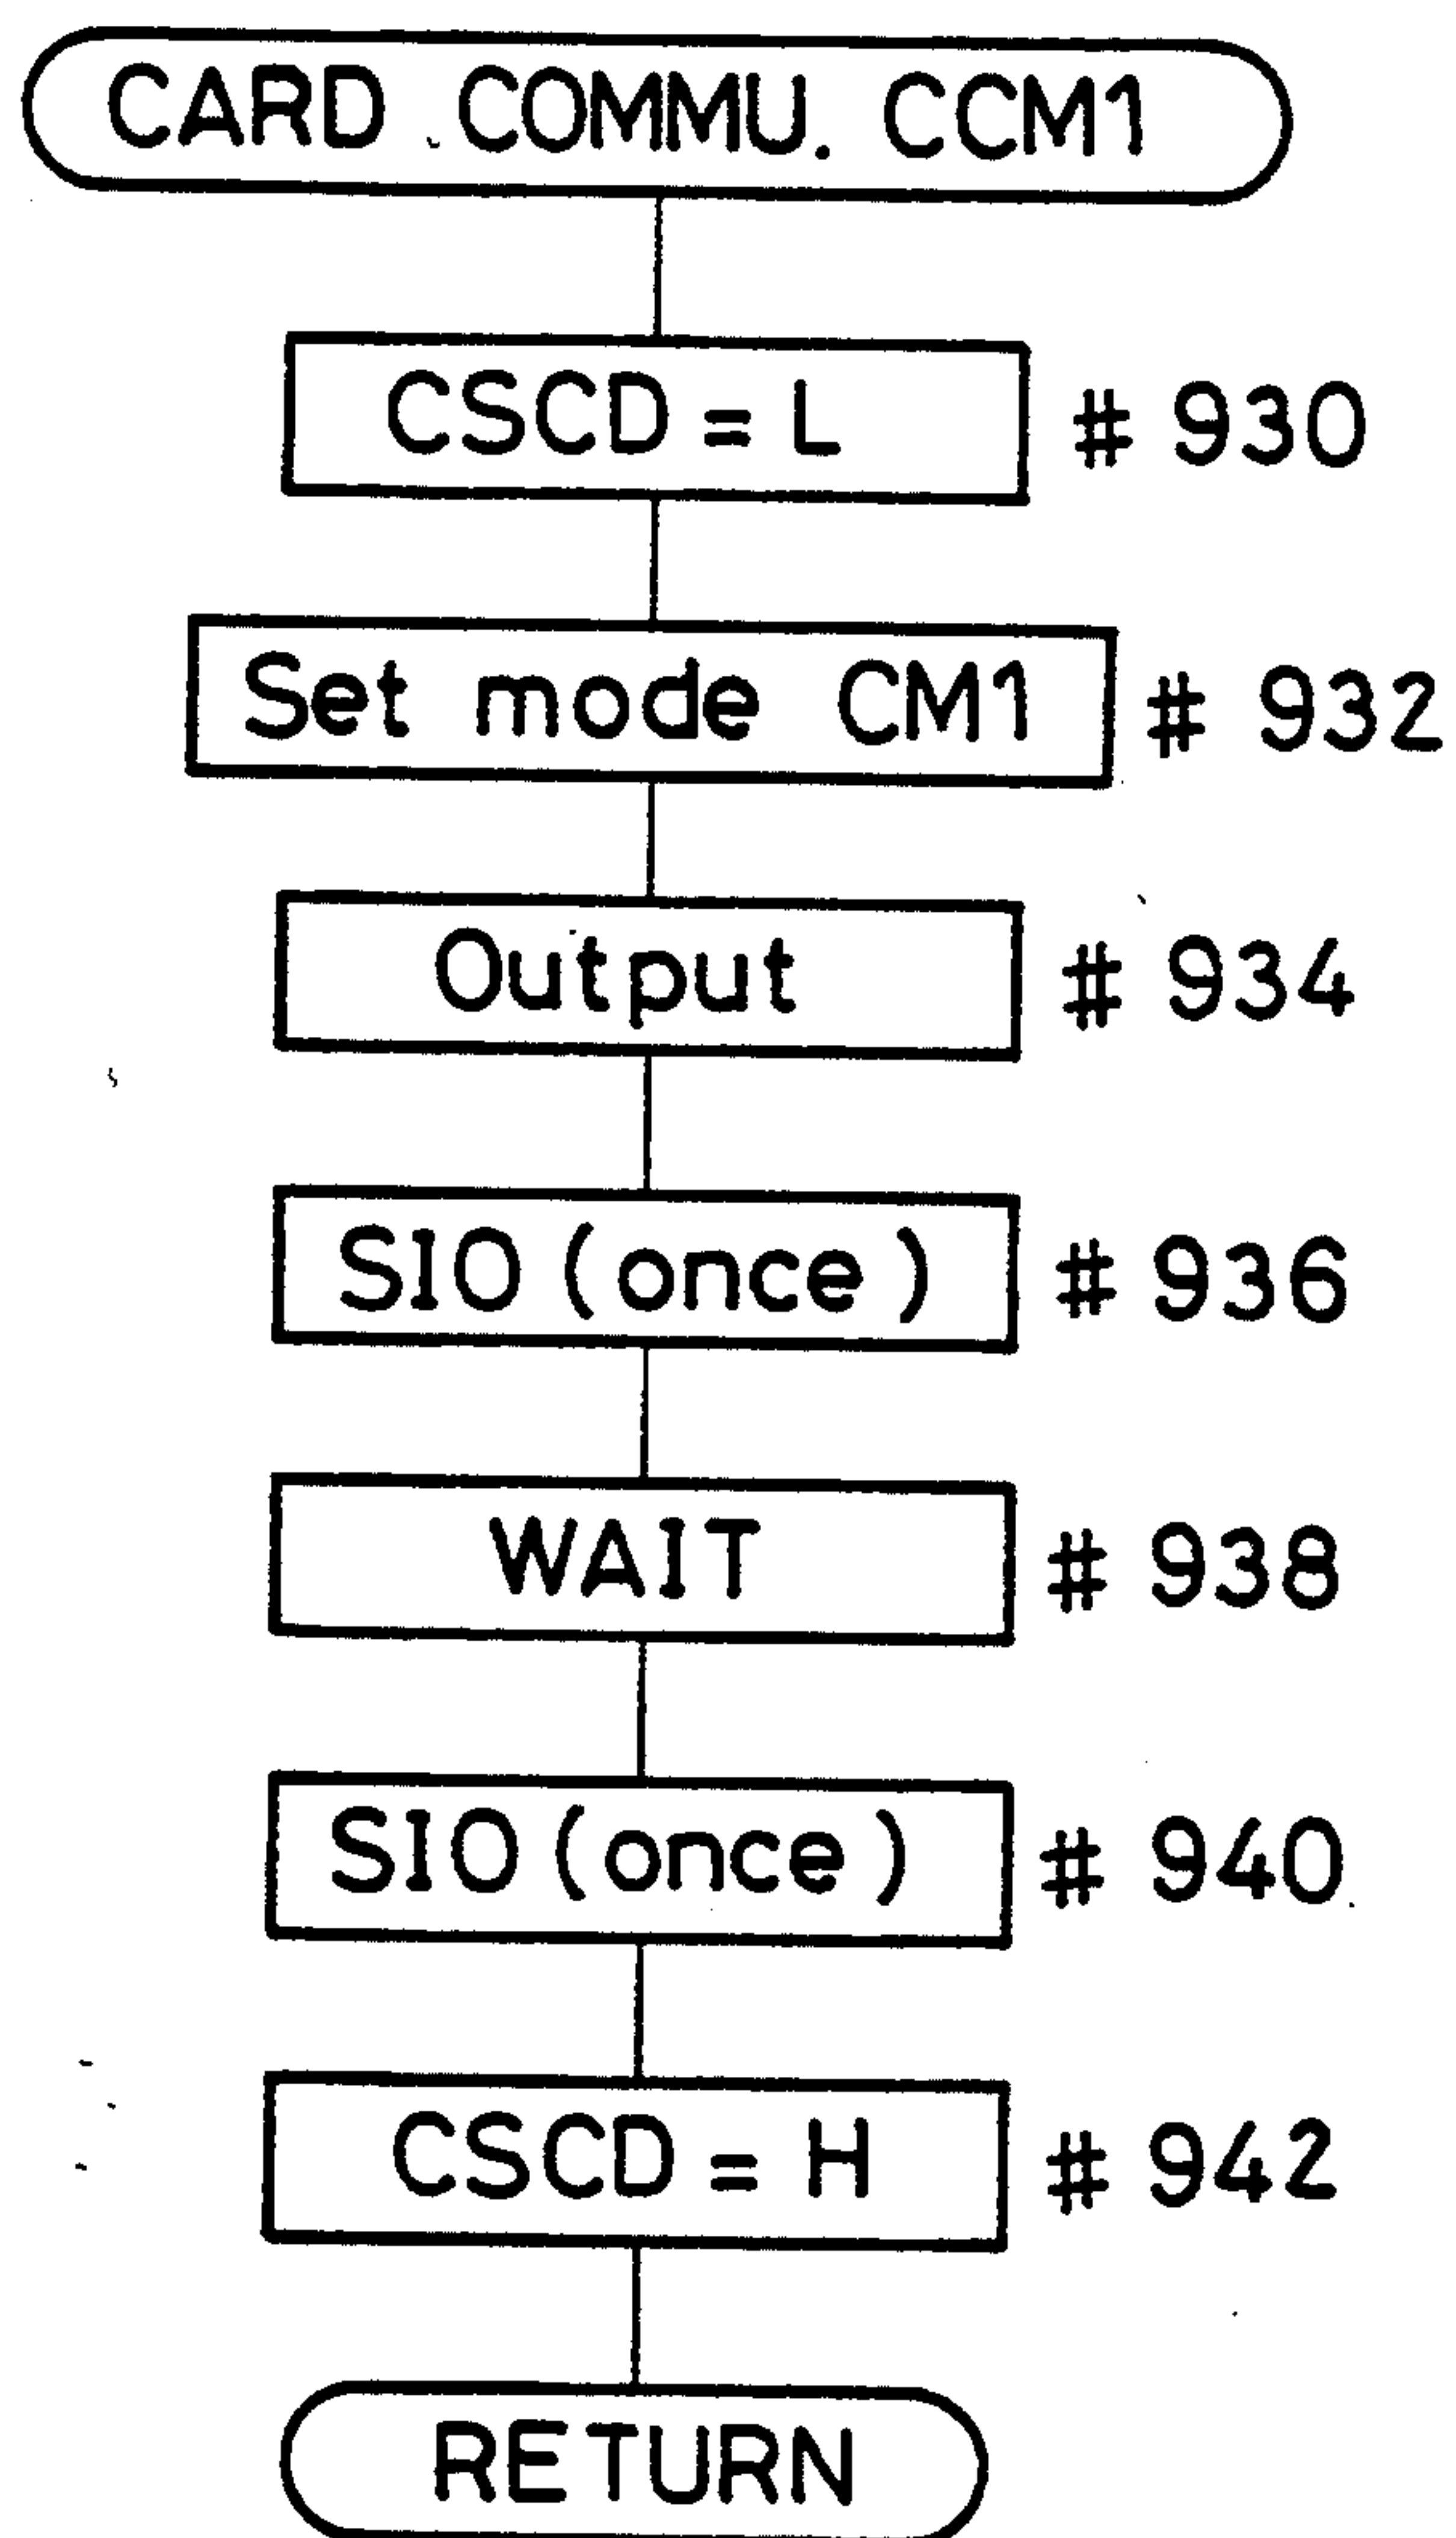 CARD COMMU. CCM1
CSCD = L # 930
Set mode CM1 # 932
Output # 934
SIO (once) # 936
WAIT # 938
SIO (once) # 940
CSCD = H # 942
RETURN